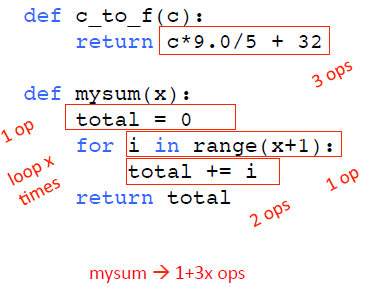 def c_to_f(c):
    return c*9.0/5 + 32
3 ops
def mysum(x):
1 op
    total = 0
    for i in range(x+1):
loop x
times
        total += i
1 op
    return total
2 ops
mysum → 1+3x ops